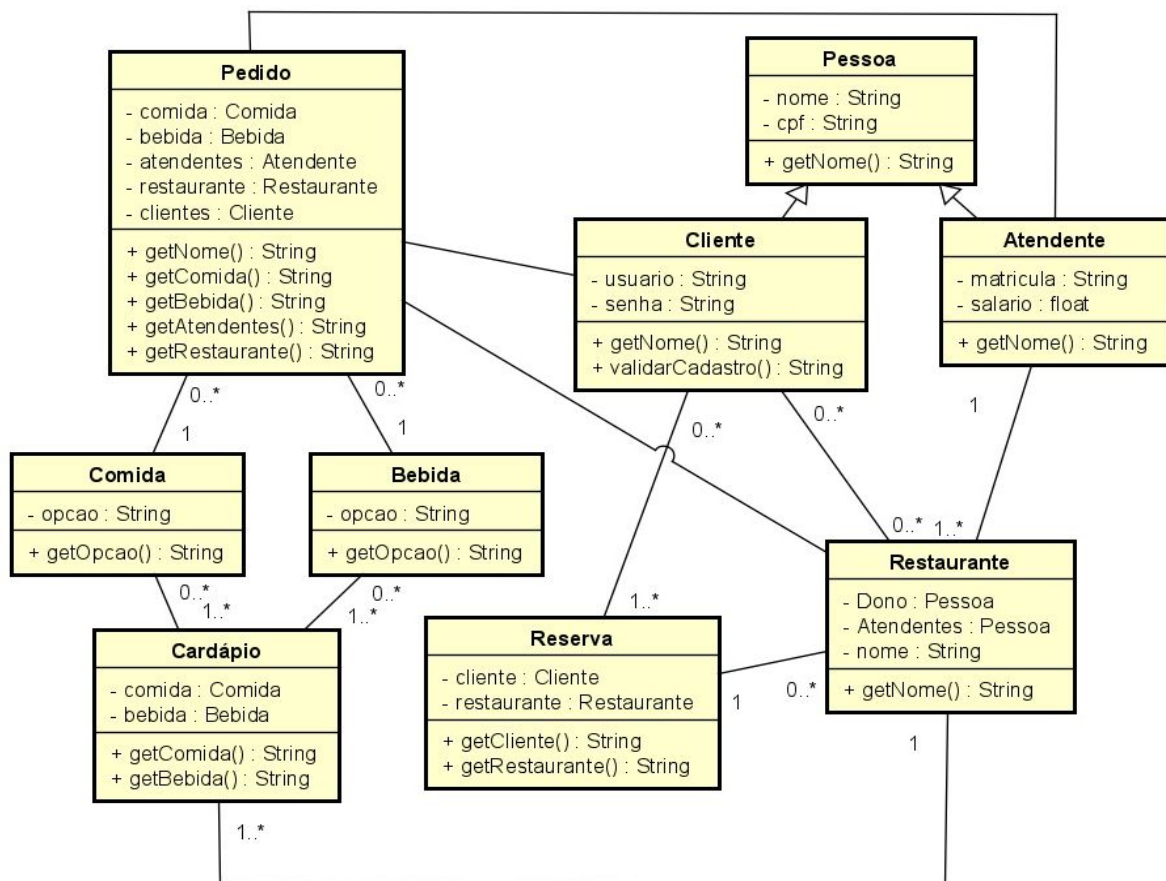 Pedido
- comida : Comida
- bebida : Bebida
- atendentes : Atendente
- restaurante : Restaurante
- clientes : Cliente
+ getNome() : String
+ getComida() : String
+ getBebida() : String
+ getAtendentes() : String
+ getRestaurante() : String
Pessoa
- nome : String
- cpf : String
+ getNome() : String
Cliente
- usuario : String
- senha : String
+ getNome() : String
+ validarCadastro() : String
Atendente
- matricula : String
- salario : float
+ getNome() : String
0..*
0..*
1
1
0..*
0..*
1
Comida
- opcao : String
+ getOpcao() : String
Bebida
- opcao : String
+ getOpcao() : String
0..*
1..*
0..*
1..*
0..*
1..*
1..*
Restaurante
- Dono : Pessoa
- Atendentes : Pessoa
- nome : String
+ getNome() : String
Cardápio
- comida : Comida
- bebida : Bebida
+ getComida() : String
+ getBebida() : String
Reserva
- cliente : Cliente
- restaurante : Restaurante
+ getCliente() : String
+ getRestaurante() : String
1
0..*
1
1..*